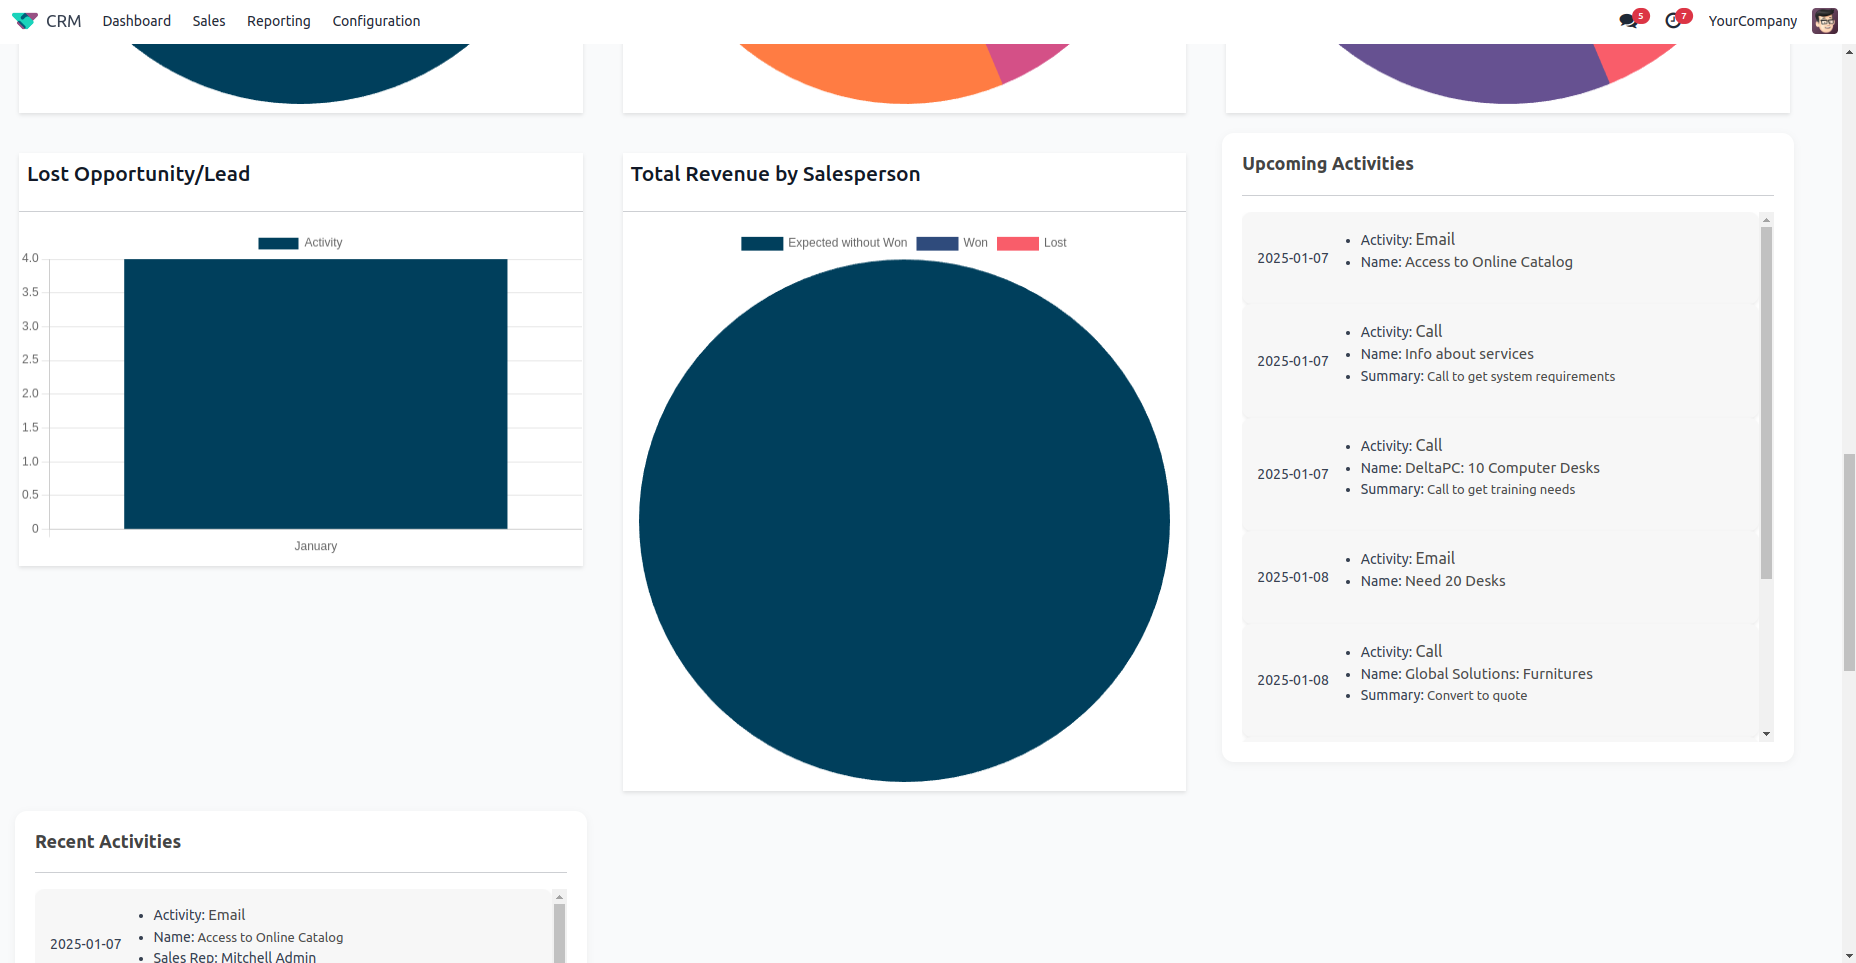 CRM Dashboard Sales Reporting Configuration 5 7 YourCompany
Lost Opportunity/Lead
Activity
4.0
3.5
3.0
2.5
2.0
1.5
1.0
0.5
0
January
Total Revenue by Salesperson
Expected without Won Won Lost
Upcoming Activities
2025-01-07
Activity: Email
Name: Access to Online Catalog
2025-01-07
Activity: Call
Name: Info about services
Summary: Call to get system requirements
2025-01-07
Activity: Call
Name: DeltaPC: 10 Computer Desks
Summary: Call to get training needs
2025-01-08
Activity: Email
Name: Need 20 Desks
2025-01-08
Activity: Call
Name: Global Solutions: Furnitures
Summary: Convert to quote
Recent Activities
2025-01-07
Activity: Email
Name: Access to Online Catalog
Sales Rep: Mitchell Admin